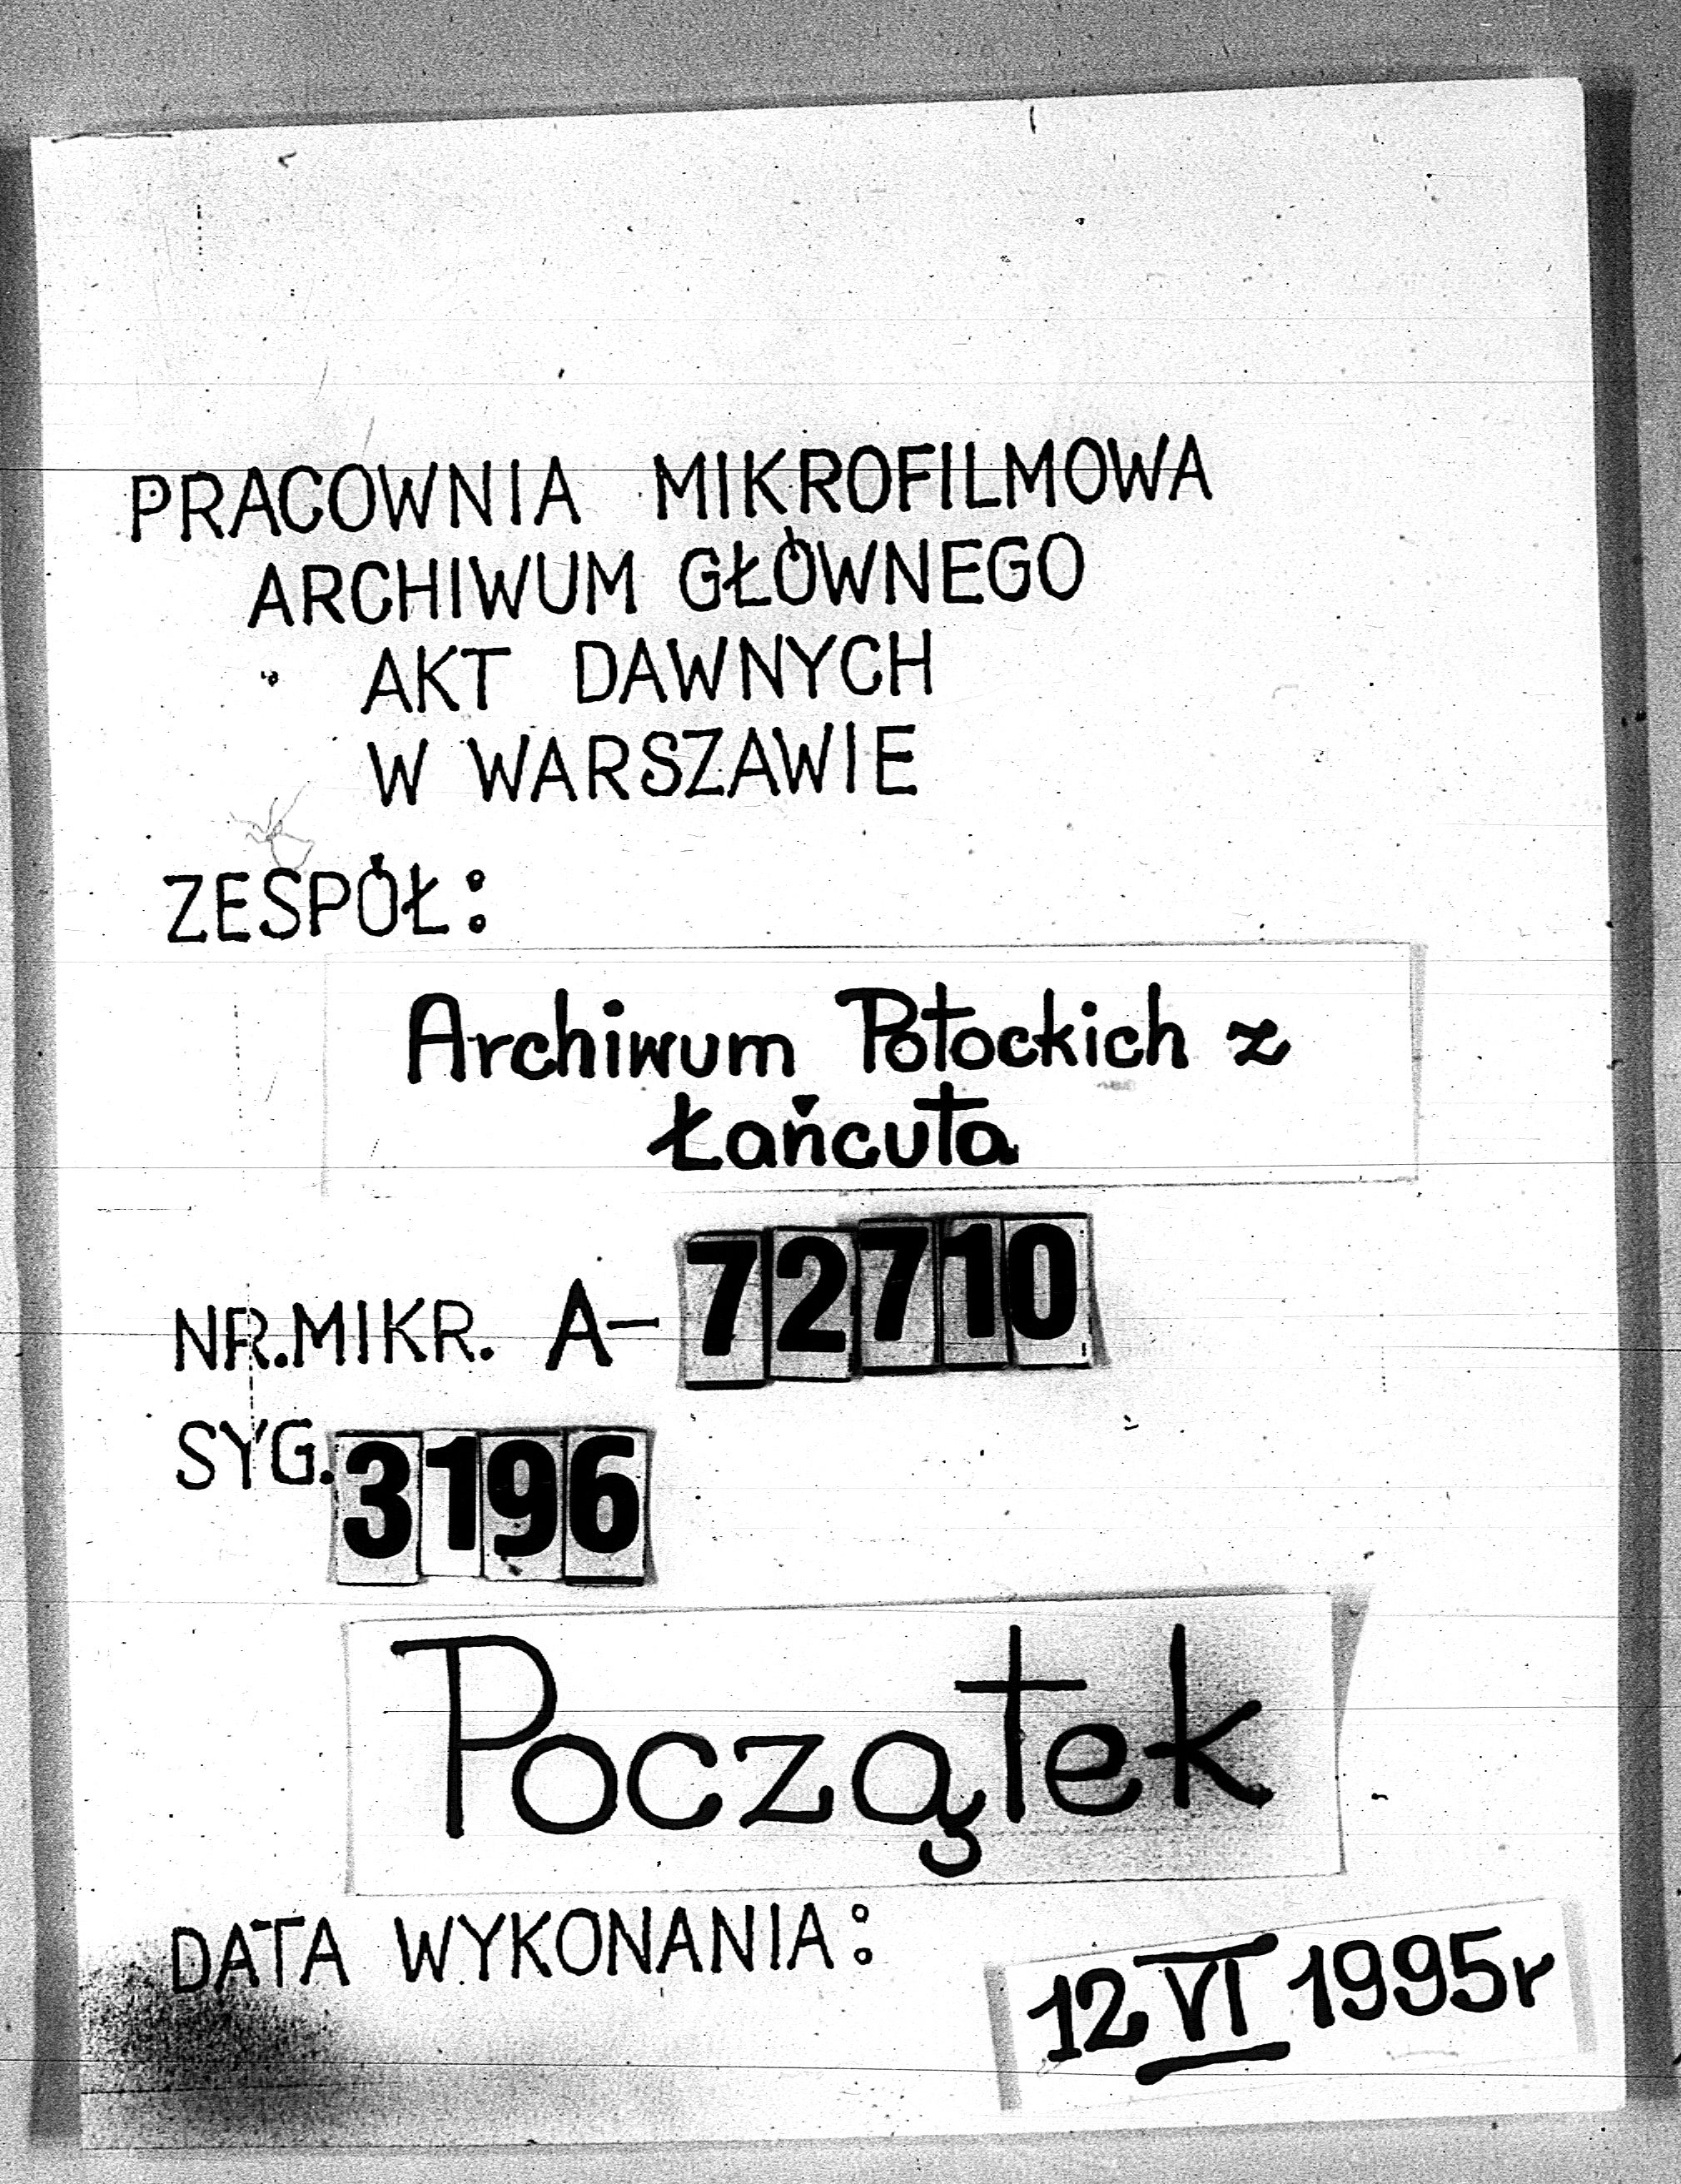 PRACOWNIA MIKROFILMOWA
ARCHIWUM GŁÓWNEGO
AKT DAWNYCH
W WARSZAWIE
ZESPÓŁ:
Archiwum Potockich z
Łańcuta
NR.MIKR. A-72710
SYG.3196
Początek
DATA WYKONANIA:
12 VI 1995r